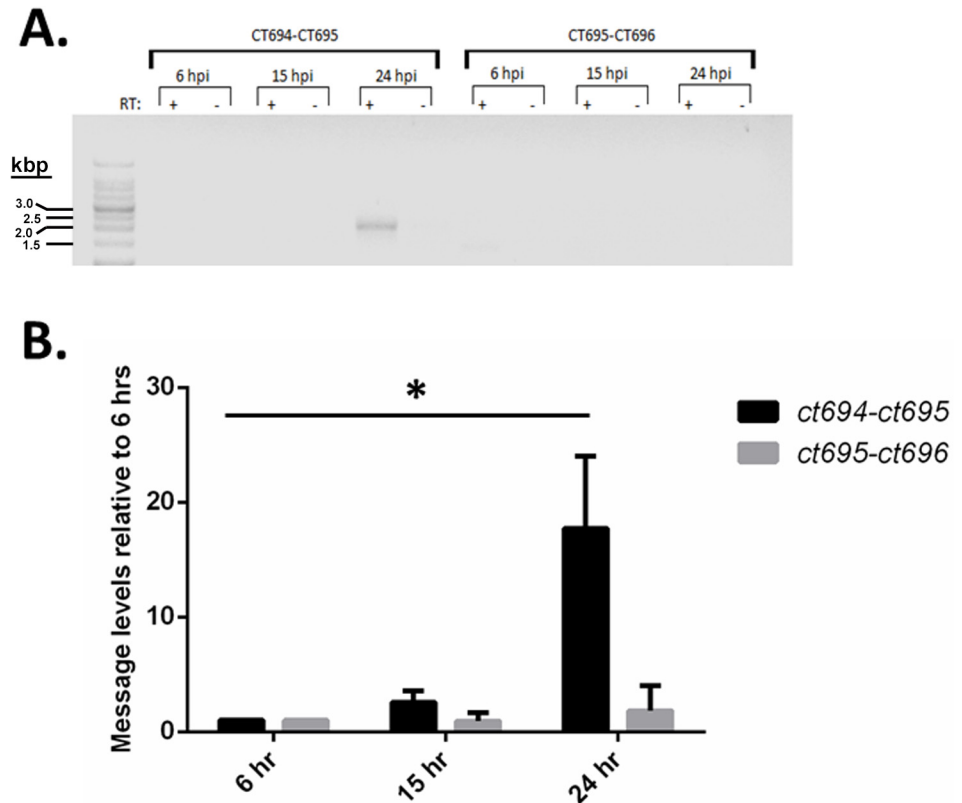 A.
CT694-CT695 CT695-CT696
6 hpi 15 hpi 24 hpi 6 hpi 15 hpi 24 hpi
RT: + - + - + - + - + - + -
kbp
3.0
2.5
2.0
1.5
B.
Message levels relative to 6 hrs
30
20
10
0
*
6 hr 15 hr 24 hr
ct694-ct695
ct695-ct696